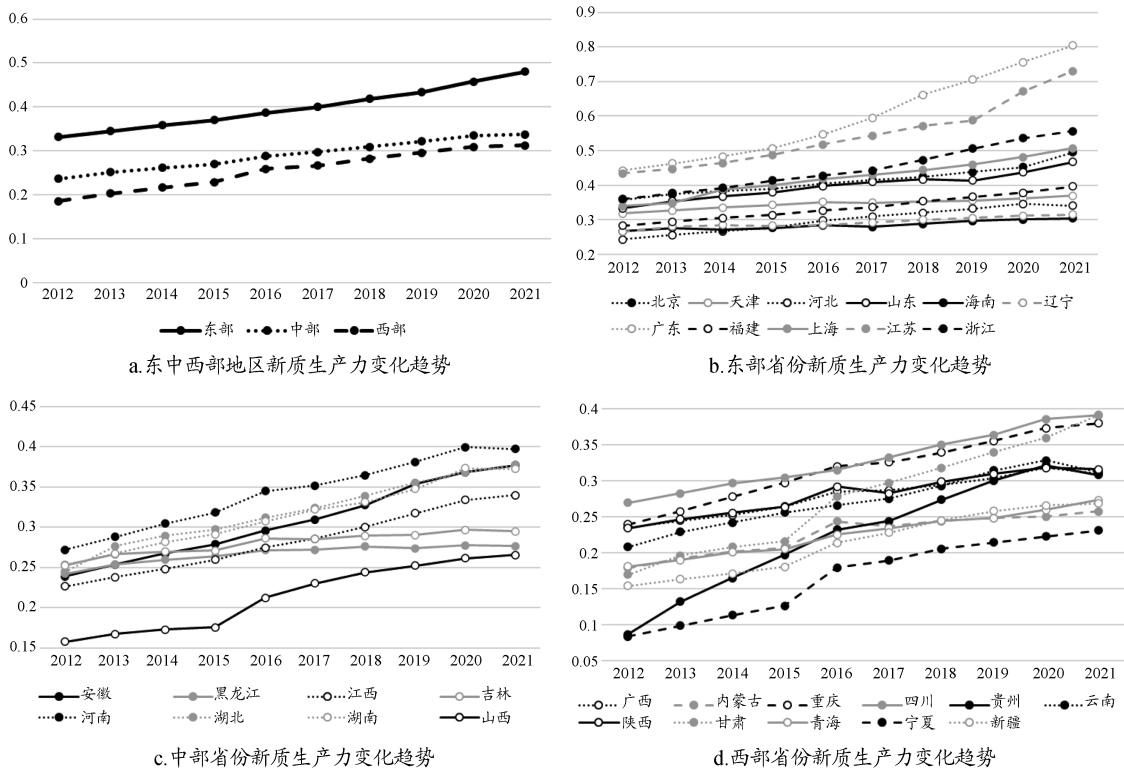 0.6
0.5
0.4
0.3
0.2
0.1
0
2012 2013 2014 2015 2016 2017 2018 2019 2020 2021
东部 中部 西部
a.东中西部地区新质生产力变化趋势
0.9
0.8
0.7
0.6
0.5
0.4
0.3
0.2
2012 2013 2014 2015 2016 2017 2018 2019 2020 2021
北京 天津 河北 山东 海南 辽宁
广东 福建 上海 江苏 浙江
b.东部省份新质生产力变化趋势
0.45
0.4
0.35
0.3
0.25
0.2
0.15
2012 2013 2014 2015 2016 2017 2018 2019 2020 2021
安徽 黑龙江 江西 吉林
河南 湖北 湖南 山西
c.中部省份新质生产力变化趋势
0.4
0.35
0.3
0.25
0.2
0.15
0.1
0.05
2012 2013 2014 2015 2016 2017 2018 2019 2020 2021
广西 内蒙古 重庆 四川 贵州 云南
陕西 甘肃 青海 宁夏 新疆
d.西部省份新质生产力变化趋势